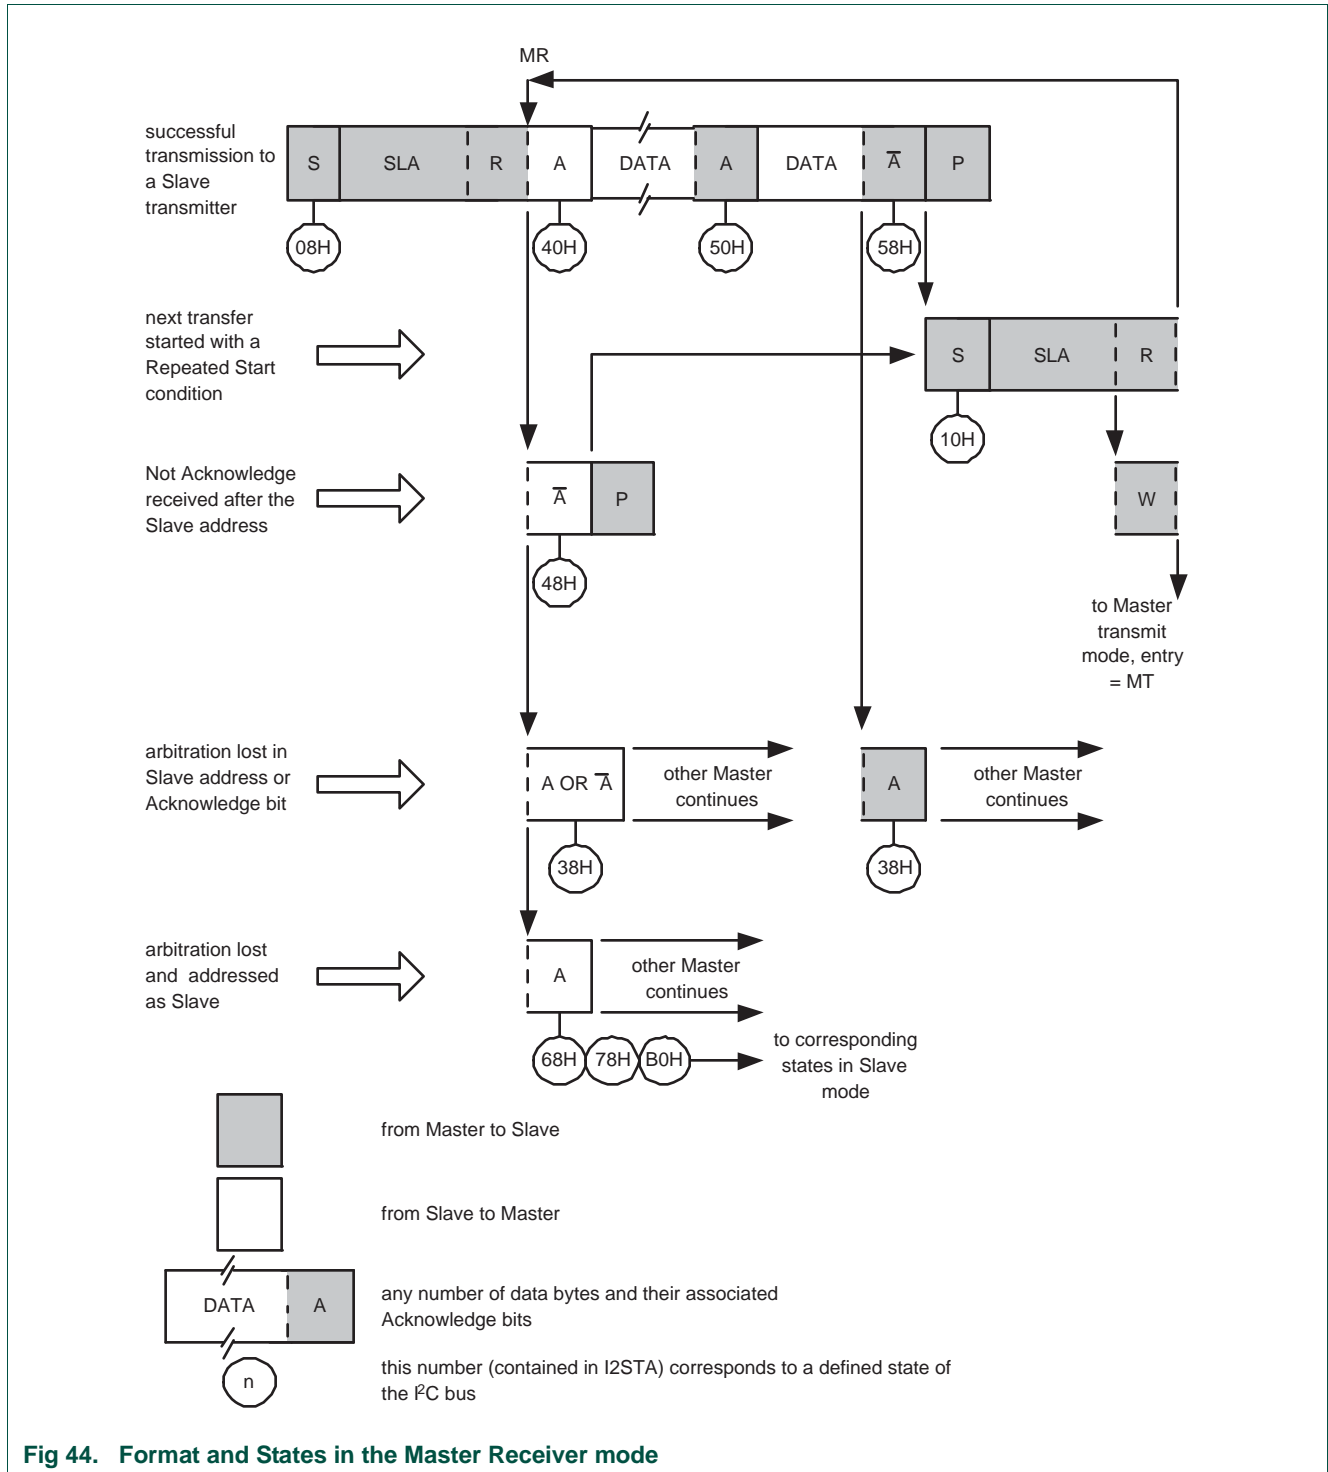 MR
successful
transmission to
a Slave
transmitter
S SLA R A DATA A DATA A̅ P
08H 40H 50H 58H
next transfer
started with a
Repeated Start
condition
S SLA R
10H
Not Acknowledge
received after the
Slave address
A̅ P
W
48H
to Master
transmit
mode, entry
= MT
arbitration lost in
Slave address or
Acknowledge bit
A OR A̅
other Master
continues
A
other Master
continues
38H 38H
arbitration lost
and addressed
as Slave
A
other Master
continues
68H 78H B0H
to corresponding
states in Slave
mode
from Master to Slave
from Slave to Master
DATA A
any number of data bytes and their associated
Acknowledge bits
n
this number (contained in I2STA) corresponds to a defined state of
the I²C bus
Fig 44. Format and States in the Master Receiver mode